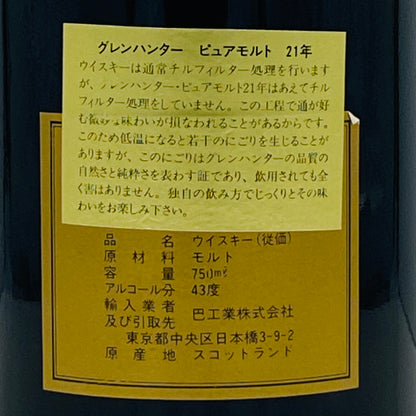 グレンハンター ピュアモルト 21年
ウイスキーは通常チルフィルター処理を行います
が、グレンハンター・ピュアモルト21年はあえてチル
フィルター処理をしていません。この工程で通が好
む微妙な味わいが損なわれることがあるからです。
このため低温になると若干のにごりを生じることが
ありますが、このにごりはグレンハンターの品質の
自然さと純粋さを表わす証であり、飲用されても全
く害はありません。独自の飲み方でじっくりとその味
わいをお楽しみ下さい。
品名 ウイスキー(従価)
原材料 モルト
容量 750mℓ
アルコール分 43度
輸入業者 巴工業株式会社
及び引取先
東京都中央区日本橋3-9-2
原産地 スコットランド